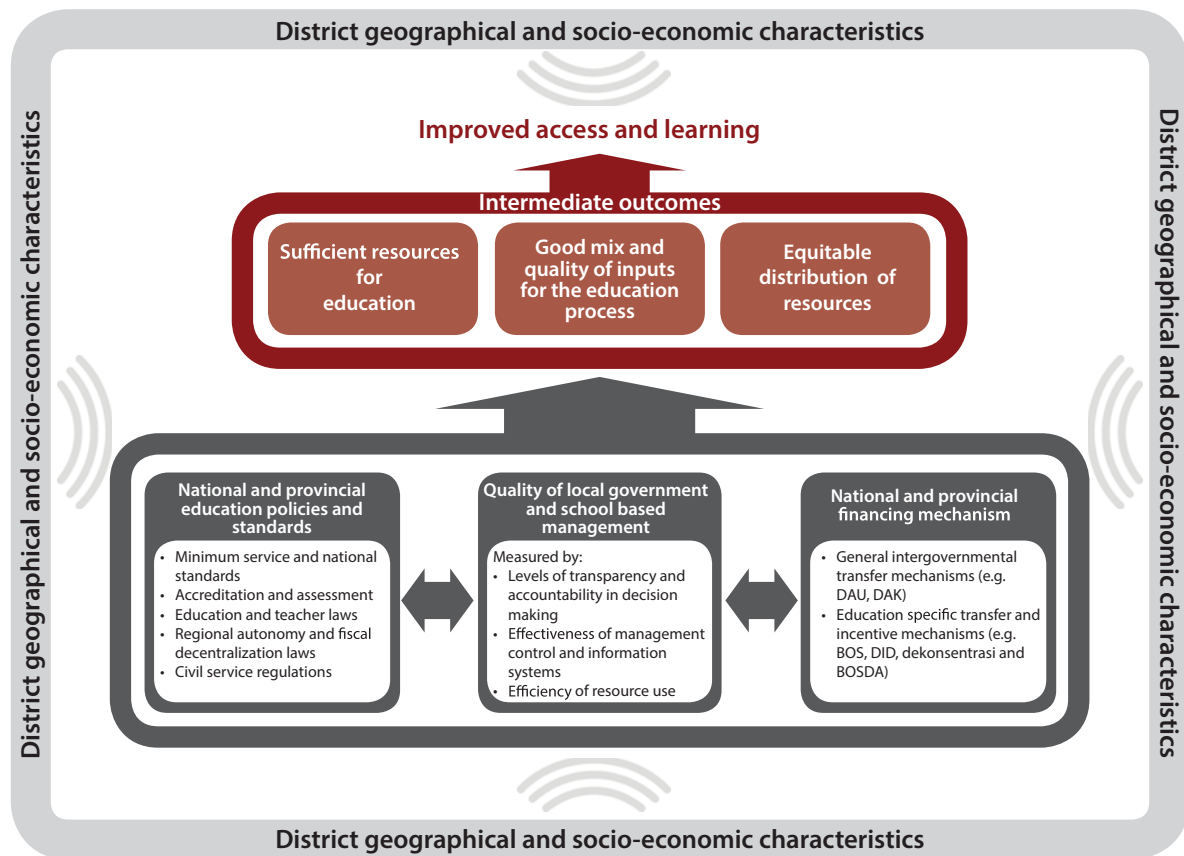 District geographical and socio-economic characteristics
District geographical and socio-economic characteristics
District geographical and socio-economic characteristics
Improved access and learning
Intermediate outcomes
Sufficient resources
for
education
Good mix and
quality of inputs
for the education
process
Equitable
distribution of
resources
National and provincial
education policies and
standards
• Minimum service and national
standards
• Accreditation and assessment
• Education and teacher laws
• Regional autonomy and fiscal
decentralization laws
• Civil service regulations
Quality of local government
and school based
management
Measured by:
• Levels of transparency and
accountability in decision
making
• Effectiveness of management
control and information
systems
• Efficiency of resource use
National and provincial
financing mechanism
• General intergovernmental
transfer mechanisms (e.g.
DAU, DAK)
• Education specific transfer and
incentive mechanisms (e.g.
BOS, DID, dekonsentrasi and
BOSDA)
District geographical and socio-economic characteristics